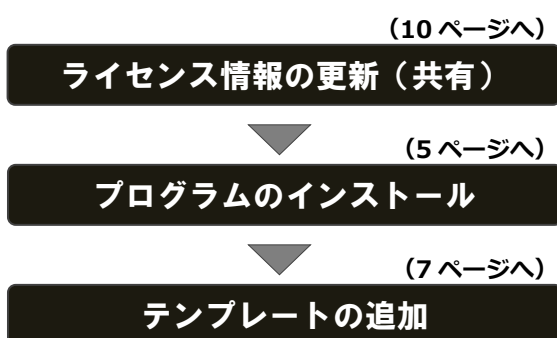 （10 ページへ）
ライセンス情報の更新（共有）
（5 ページへ）
プログラムのインストール
（7 ページへ）
テンプレートの追加